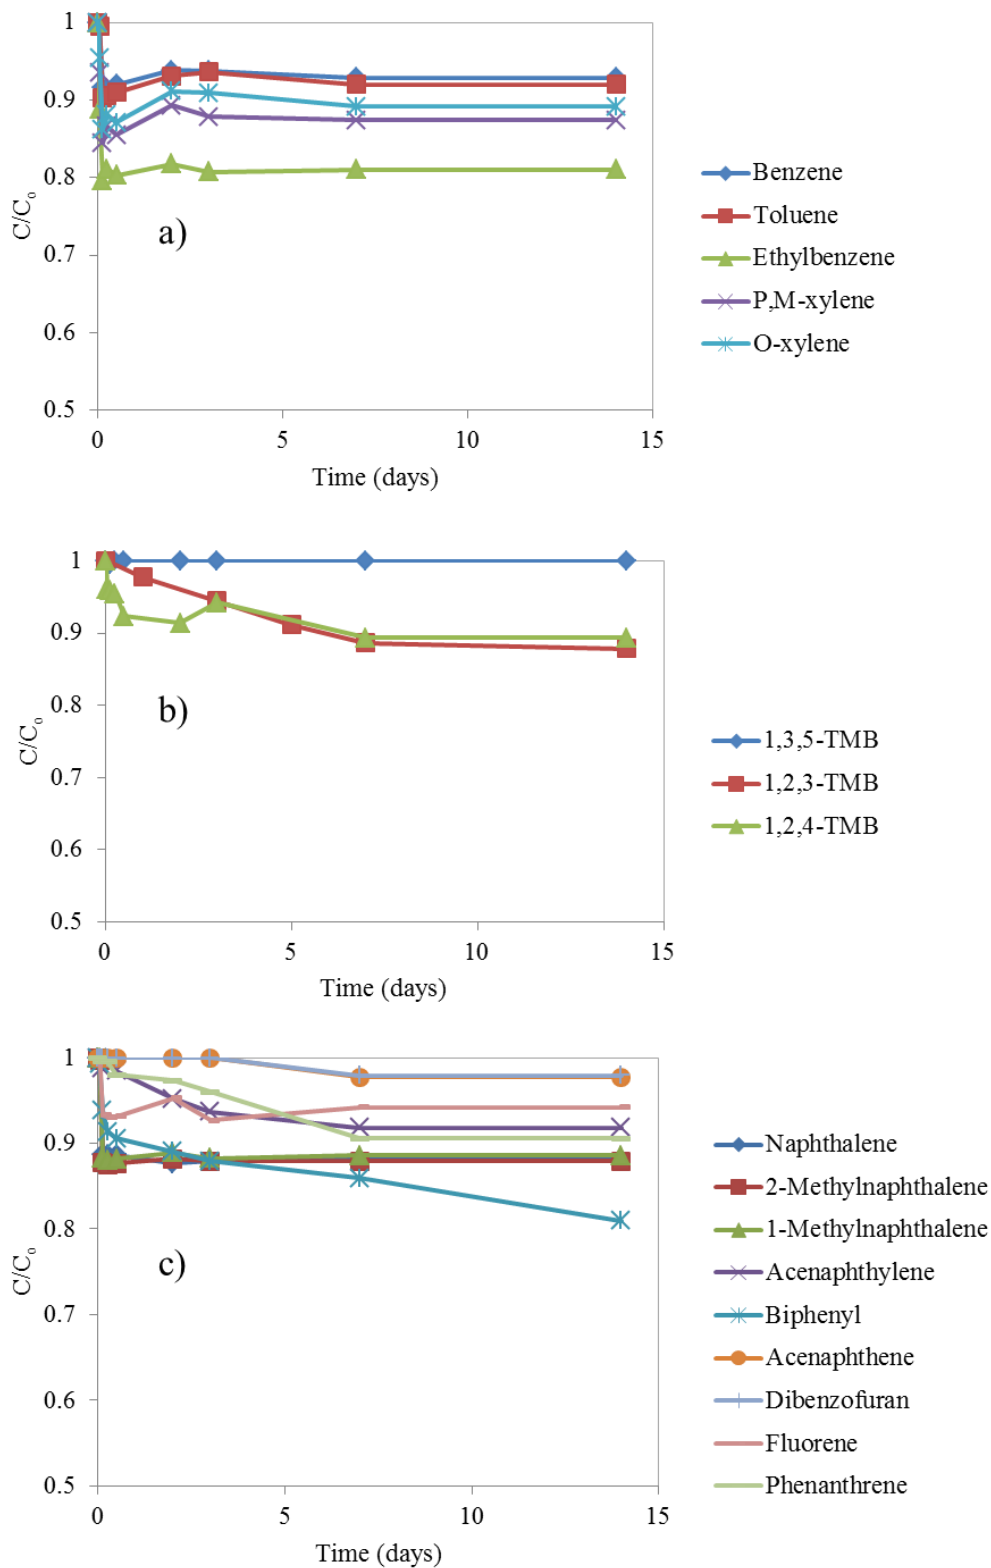 1
0.9
0.8
0.7
0.6
0.5
C/Co
a)
0
5
10
15
Time (days)
Benzene
Toluene
Ethylbenzene
P,M-xylene
O-xylene
1
0.9
0.8
0.7
0.6
0.5
C/Co
b)
0
5
10
15
Time (days)
1,3,5-TMB
1,2,3-TMB
1,2,4-TMB
1
0.9
0.8
0.7
0.6
0.5
C/Co
c)
0
5
10
15
Time (days)
Naphthalene
2-Methylnaphthalene
1-Methylnaphthalene
Acenaphthylene
Biphenyl
Acenaphthene
Dibenzofuran
Fluorene
Phenanthrene